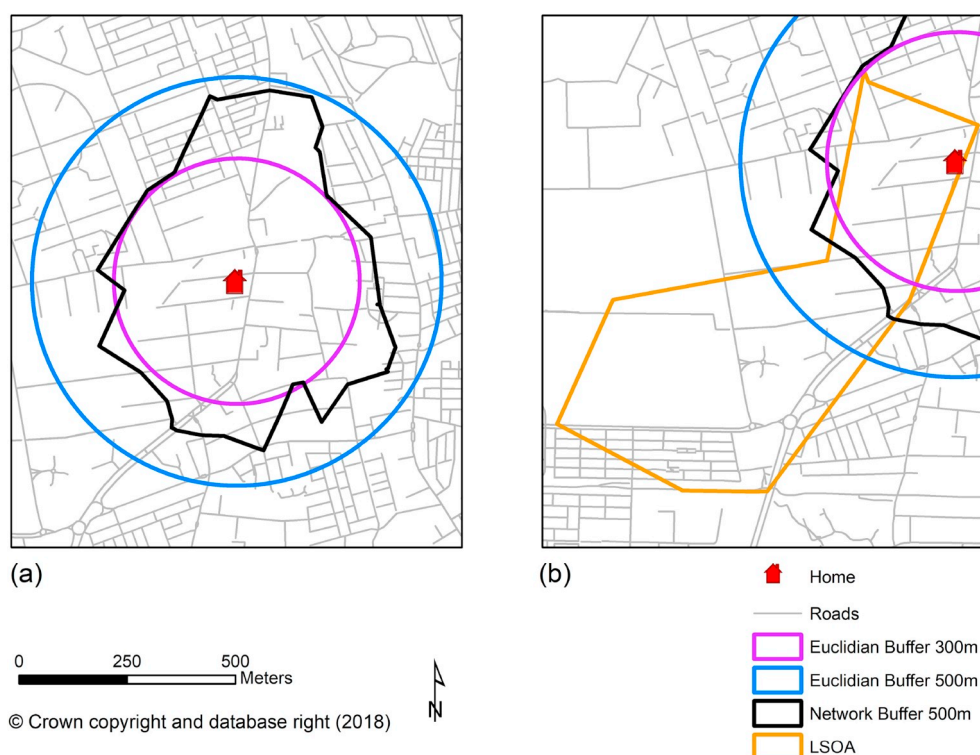 (a)
(b)
0 250 500
Meters
N
© Crown copyright and database right (2018)
Home
Roads
Euclidian Buffer 300m
Euclidian Buffer 500m
Network Buffer 500m
LSOA